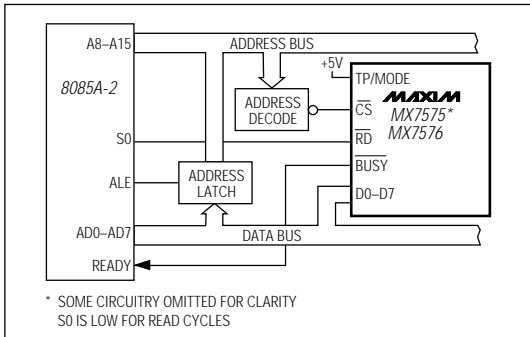 A8–A15
ADDRESS BUS
+5V
TP/MODE
8085A-2
ADDRESS
DECODE
CS
MAXIM
MX7575*
MX7576
S0
RD
BUSY
ALE
ADDRESS
LATCH
D0–D7
AD0–AD7
DATA BUS
READY
* SOME CIRCUITRY OMITTED FOR CLARITY
S0 IS LOW FOR READ CYCLES